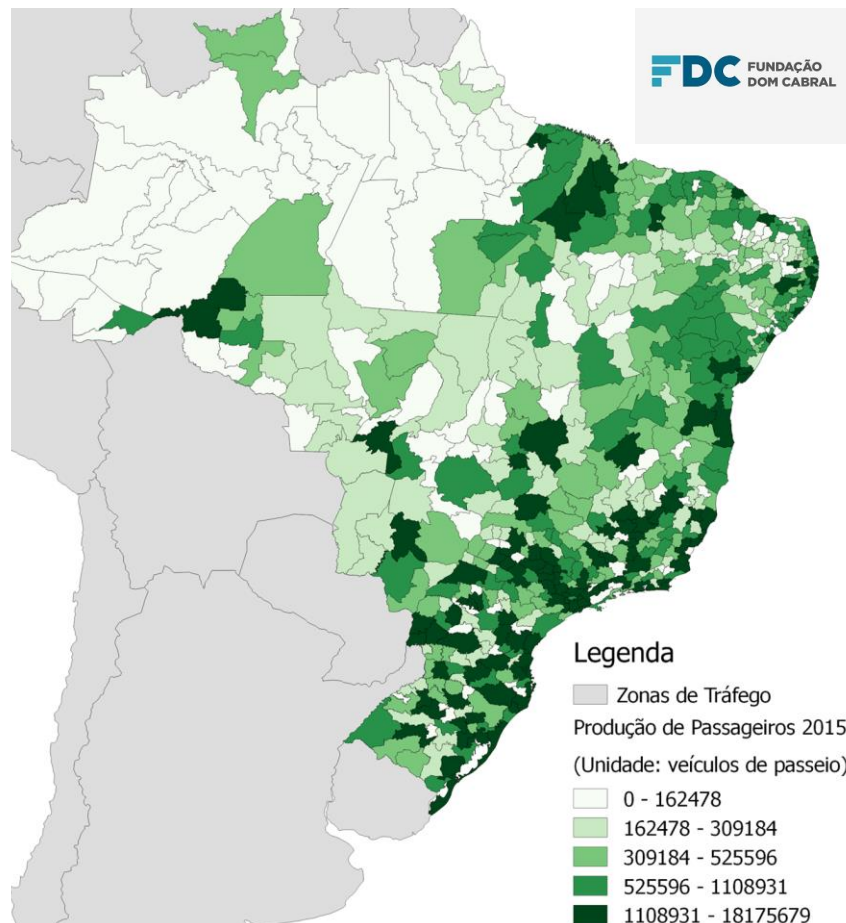 FDC FUNDAÇÃO
DOM CABRAL
Legenda
Zonas de Tráfego
Produção de Passageiros 2015
(Unidade: veículos de passeio)
0 - 162478
162478 - 309184
309184 - 525596
525596 - 1108931
1108931 - 18175679